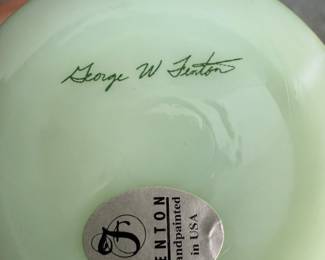 George W Fenton
F
FENTON
Handpainted
in USA